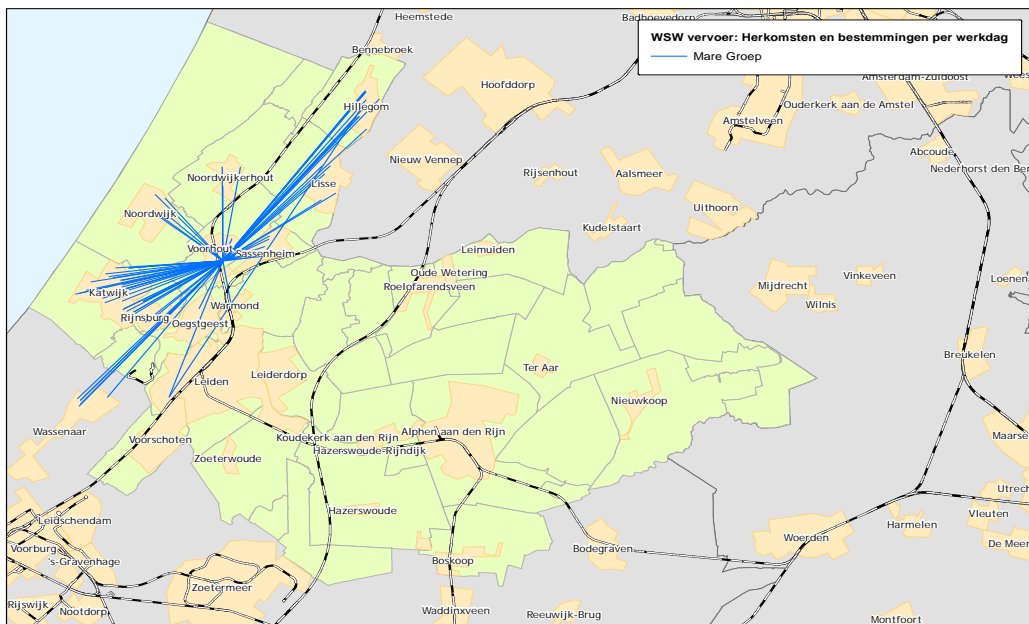 Heemstede
Badhoevedorp
WSW vervoer: Herkomsten en bestemmingen per werkdag
Mare Groep
Bennebroek
Hoofddorp
Amsterdam-Zuidoost
Hillegom
Ouderkerk aan de Amstel
Amstelveen
Abcoude
Nieuw Vennep
Nederhorst den Ber
Noordwijkerhout
Lisse
Rijsenhout
Aalsmeer
Noordwijk
Uithoorn
Kudelstaart
Voorhout
Sassenheim
Leimuiden
Oude Wetering
Roelofarendsveen
Vinkeveen
Loenen
Mijdrecht
Katwijk
Wilnis
Warmond
Rijnsburg
Oegstgeest
Breukelen
Ter Aar
Leiderdorp
Leiden
Nieuwkoop
Wassenaar
Voorschoten
Koudekerk aan den Rijn
Alphen aan den Rijn
Maarse
Hazerswoude-Rijndijk
Zoeterwoude
Utrech
Hazerswoude
Vleuten
Leidschendam
Harmelen
Woerden
De Meer
Voorburg
Bodegraven
's-Gravenhage
Boskoop
Zoetermeer
Rijswijk
Nootdorp
Waddinxveen
Reeuwijk-Brug
Montfoort